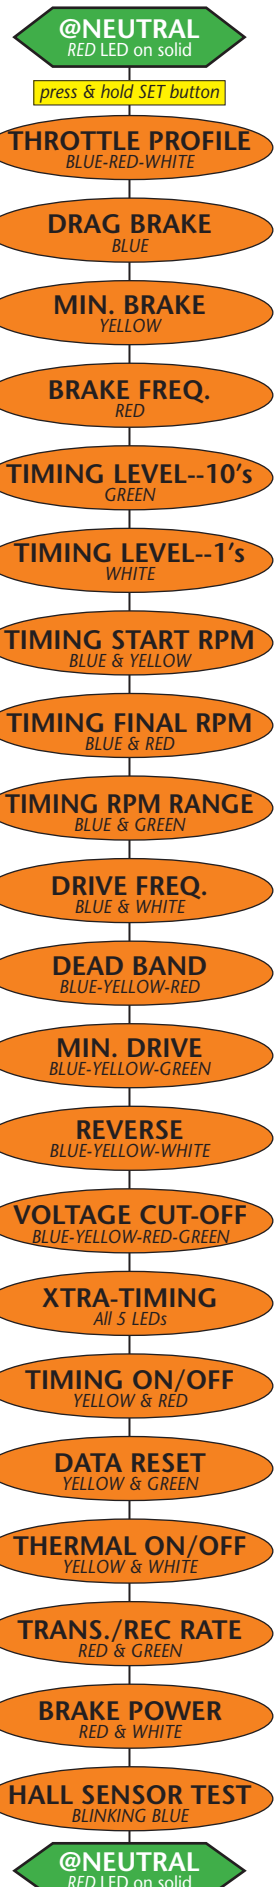 @NEUTRAL
RED LED on solid
press & hold SET button
THROTTLE PROFILE
BLUE-RED-WHITE
DRAG BRAKE
BLUE
MIN. BRAKE
YELLOW
BRAKE FREQ.
RED
TIMING LEVEL--10's
GREEN
TIMING LEVEL--1's
WHITE
TIMING START RPM
BLUE & YELLOW
TIMING FINAL RPM
BLUE & RED
TIMING RPM RANGE
BLUE & GREEN
DRIVE FREQ.
BLUE & WHITE
DEAD BAND
BLUE-YELLOW-RED
MIN. DRIVE
BLUE-YELLOW-GREEN
REVERSE
BLUE-YELLOW-WHITE
VOLTAGE CUT-OFF
BLUE-YELLOW-RED-GREEN
XTRA-TIMING
All 5 LEDs
TIMING ON/OFF
YELLOW & RED
DATA RESET
YELLOW & GREEN
THERMAL ON/OFF
YELLOW & WHITE
TRANS./REC RATE
RED & GREEN
BRAKE POWER
RED & WHITE
HALL SENSOR TEST
BLINKING BLUE
@NEUTRAL
RED LED on solid